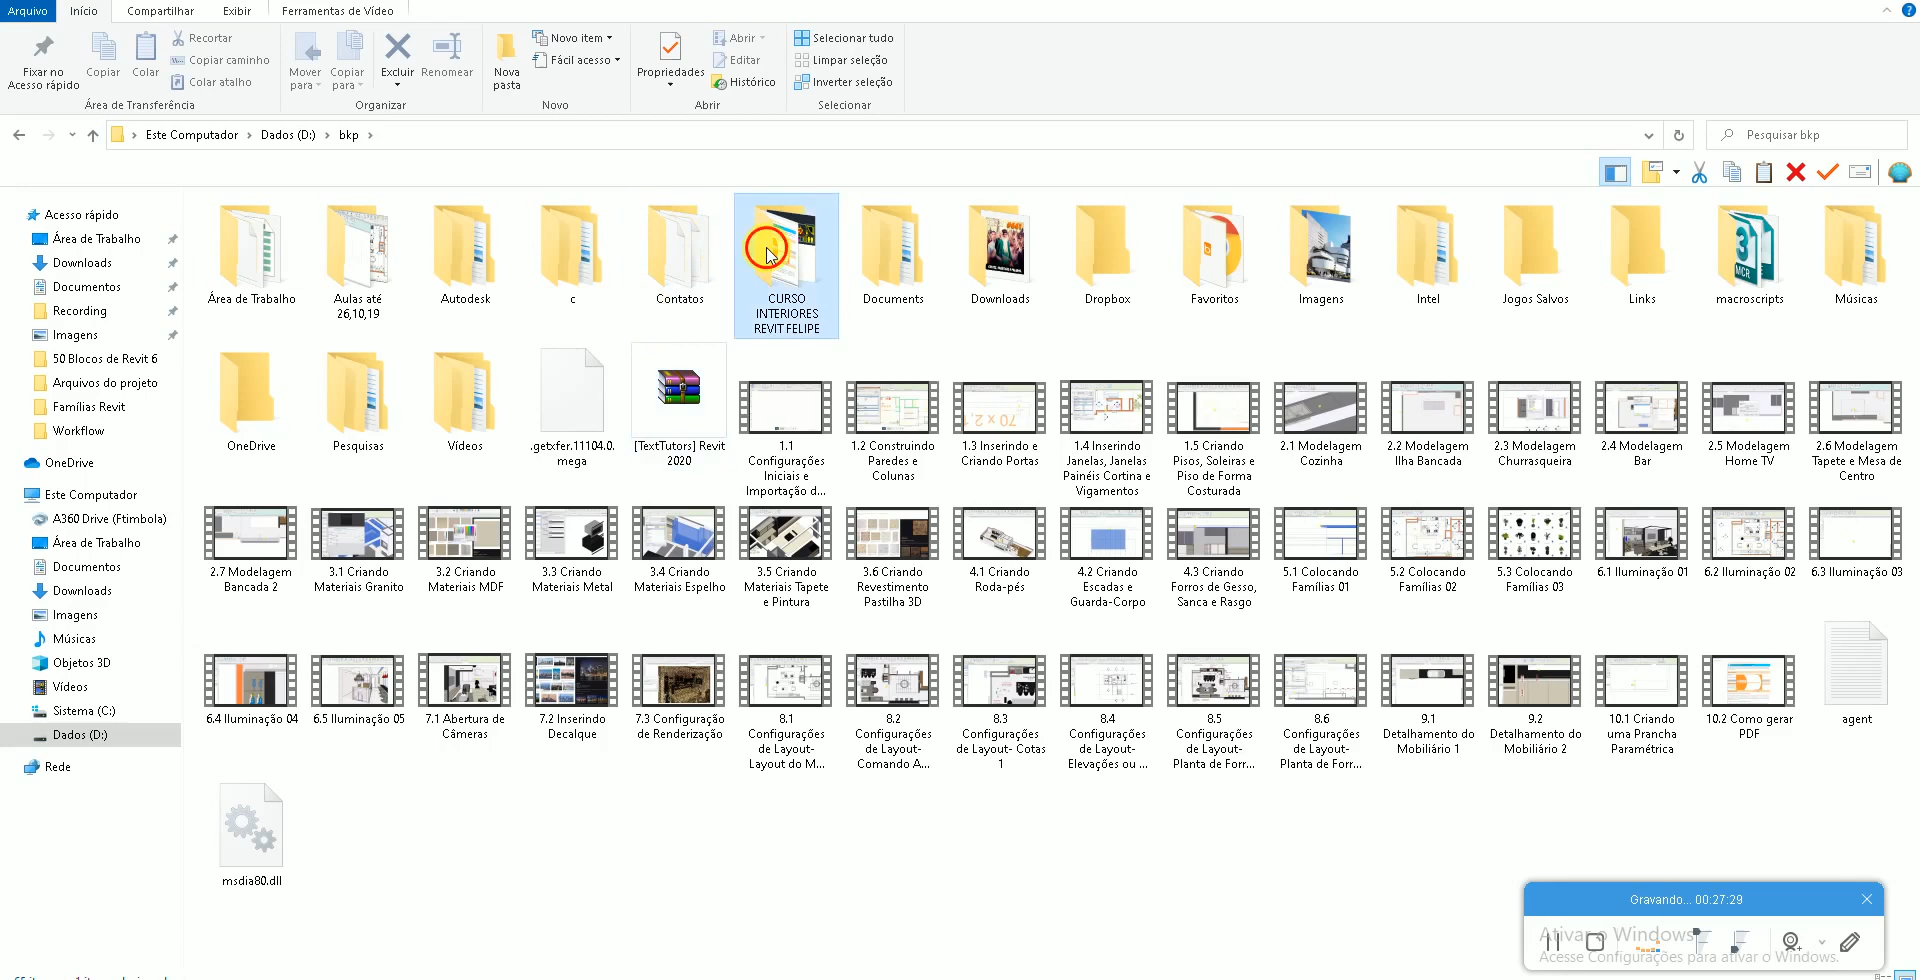 Arquivo Início Compartilhar Exibir Ferramentas de Vídeo
Fixar no Acesso rápido
Copiar
Colar
Recortar
Copiar caminho
Colar atalho
Área de Transferência
Mover para
Copiar para
Excluir
Renomear
Organizar
Nova pasta
Novo item
Fácil acesso
Novo
Propriedades
Abrir
Editar
Histórico
Abrir
Selecionar tudo
Limpar seleção
Inverter seleção
Selecionar
Este Computador > Dados (D:) > bkp >
Pesquisar bkp
Acesso rápido
Área de Trabalho
Downloads
Documentos
Recording
Imagens
50 Blocos de Revit 6
Arquivos do projeto
Famílias Revit
Workflow
OneDrive
Este Computador
A360 Drive (Ftimbola)
Área de Trabalho
Documentos
Downloads
Imagens
Músicas
Objetos 3D
Vídeos
Sistema (C:)
Dados (D:)
Rede
Área de Trabalho
Aulas até
26,10,19
Autodesk
c
Contatos
CURSO
INTERIORES
REVIT FELIPE
Documents
Downloads
Dropbox
Favoritos
Imagens
Intel
Jogos Salvos
Links
macroscripts
Músicas
OneDrive
Pesquisas
Vídeos
.getxfer.11104.0.
mega
[TextTutors] Revit
2020
1.1
Configurações
Iniciais e
Importação d...
1.2 Construindo
Paredes e
Colunas
1.3 Inserindo e
Criando Portas
1.4 Inserindo
Janelas, Janelas
Painéis Cortina e
Vigamentos
1.5 Criando
Pisos, Soleiras e
Piso de Forma
Costurada
2.1 Modelagem
Cozinha
2.2 Modelagem
Ilha Bancada
2.3 Modelagem
Churrasqueira
2.4 Modelagem
Bar
2.5 Modelagem
Home TV
2.6 Modelagem
Tapete e Mesa de
Centro
2.7 Modelagem
Bancada 2
3.1 Criando
Materiais Granito
3.2 Criando
Materiais MDF
3.3 Criando
Materiais Metal
3.4 Criando
Materiais Espelho
3.5 Criando
Materiais Tapete
e Pintura
3.6 Criando
Revestimento
Pastilha 3D
4.1 Criando
Roda-pés
4.2 Criando
Escadas e
Guarda-Corpo
4.3 Criando
Forros de Gesso,
Sanca e Rasgo
5.1 Colocando
Famílias 01
5.2 Colocando
Famílias 02
5.3 Colocando
Famílias 03
6.1 Iluminação 01
6.2 Iluminação 02
6.3 Iluminação 03
6.4 Iluminação 04
6.5 Iluminação 05
7.1 Abertura de
Câmeras
7.2 Inserindo
Decalque
7.3 Configuração
de Renderização
8.1
Configurações
de Layout-
Layout do M...
8.2
Configurações
de Layout-
Comando A...
8.3
Configurações
de Layout- Cotas
1
8.4
Configurações
de Layout-
Elevações ou ...
8.5
Configurações
de Layout-
Planta de Forr...
8.6
Configurações
de Layout-
Planta de Forr...
9.1
Detalhamento do
Mobiliário 1
9.2
Detalhamento do
Mobiliário 2
10.1 Criando
uma Prancha
Paramétrica
10.2 Como gerar
PDF
agent
msdia80.dll
Gravando... 00:27:29
Ativar o Windows
Acesse Configurações para ativar o Windows.